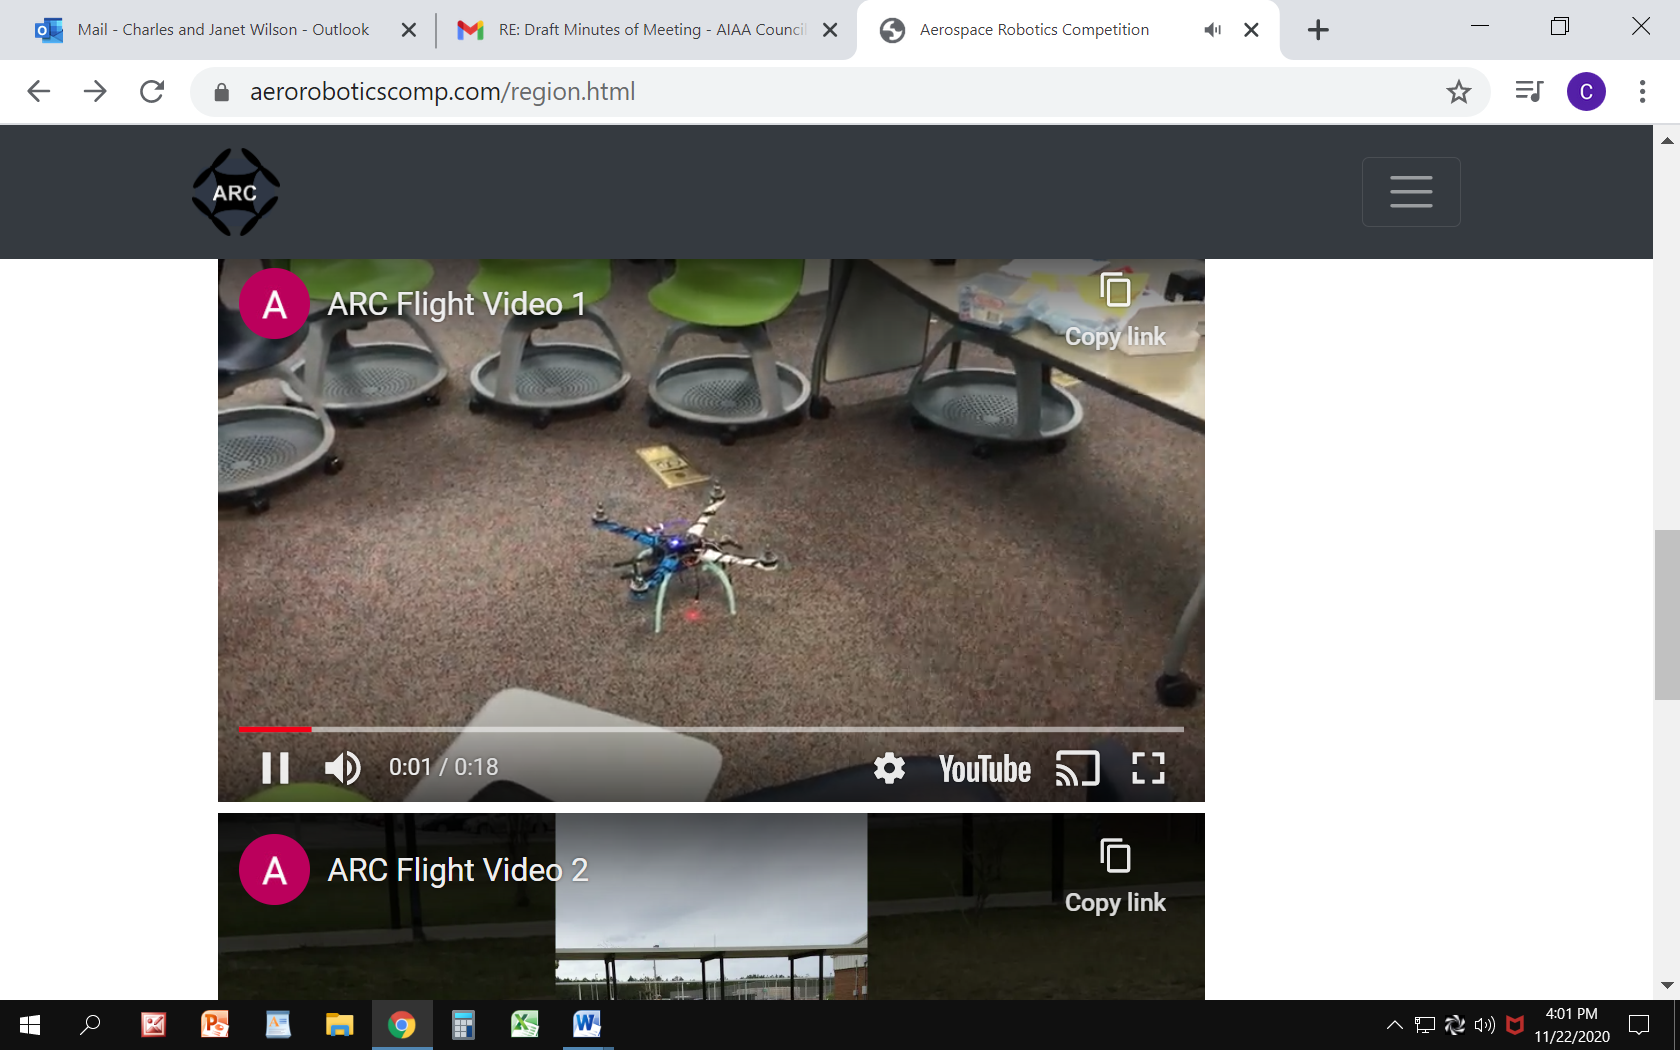 Mail - Charles and Janet Wilson - Outlook
RE: Draft Minutes of Meeting - AIAA Council
Aerospace Robotics Competition
aeroroboticscomp.com/region.html
C
ARC
A
ARC Flight Video 1
Copy link
0:01 / 0:18
YouTube
A
ARC Flight Video 2
Copy link
4:01 PM
11/22/2020